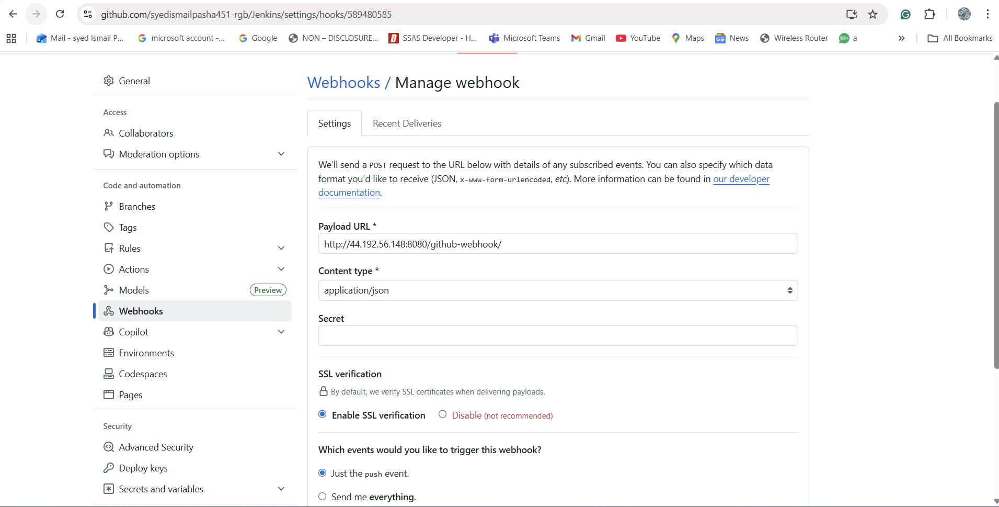 github.com/syedismailpasha451-rgb/Jenkins/settings/hooks/589480585
Mail - syed Ismail P... microsoft account -... Google NON – DISCLOSURE... SSAS Developer - H... Microsoft Teams Gmail YouTube Maps News Wireless Router 99+ a » All Bookmarks
General
Access
Collaborators
Moderation options
Code and automation
Branches
Tags
Rules
Actions
Models Preview
Webhooks
Copilot
Environments
Codespaces
Pages
Security
Advanced Security
Deploy keys
Secrets and variables
Webhooks / Manage webhook
Settings Recent Deliveries
We'll send a POST request to the URL below with details of any subscribed events. You can also specify which data
format you'd like to receive (JSON, x-www-form-urlencoded, etc). More information can be found in our developer
documentation.
Payload URL *
http://44.192.56.148:8080/github-webhook/
Content type *
application/json
Secret
SSL verification
By default, we verify SSL certificates when delivering payloads.
Enable SSL verification Disable (not recommended)
Which events would you like to trigger this webhook?
Just the push event.
Send me everything.